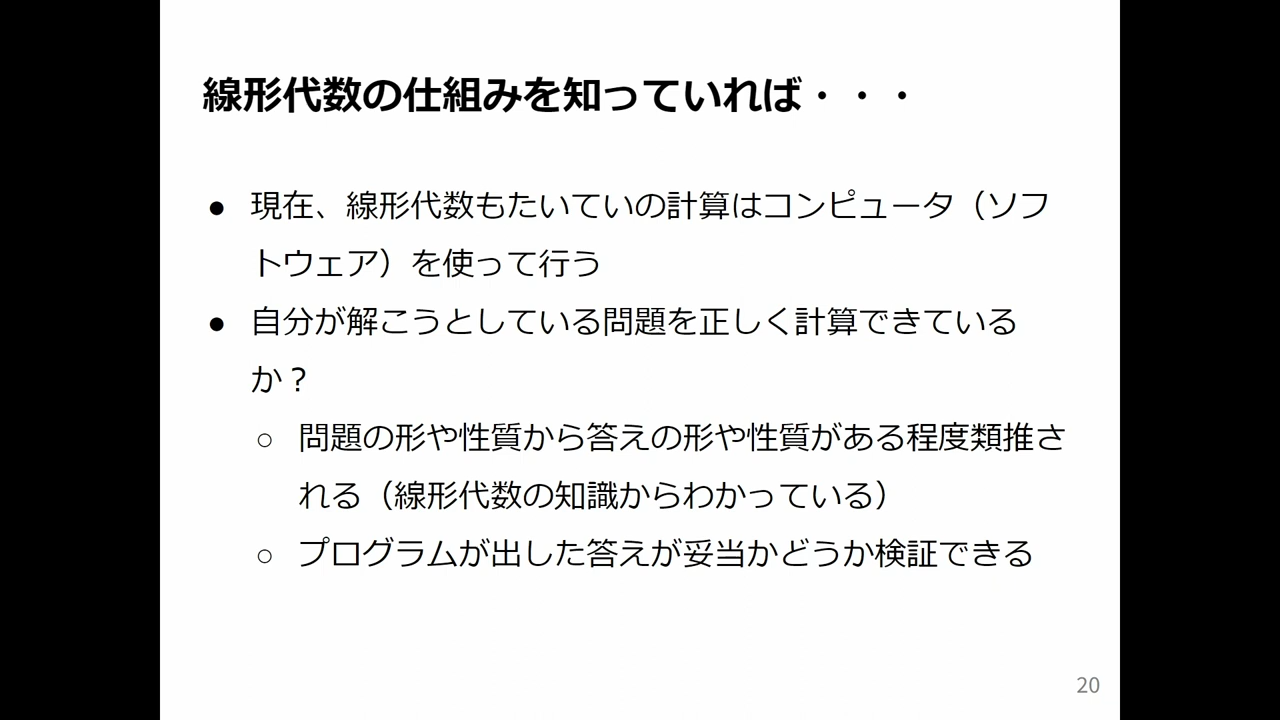 線形代数の仕組みを知っていれば・・・
● 現在、線形代数もたいていの計算はコンピュータ（ソフ
トウェア）を使って行う
● 自分が解こうとしている問題を正しく計算できている
か？
○ 問題の形や性質から答えの形や性質がある程度類推さ
れる（線形代数の知識からわかっている）
○ プログラムが出した答えが妥当かどうか検証できる
20